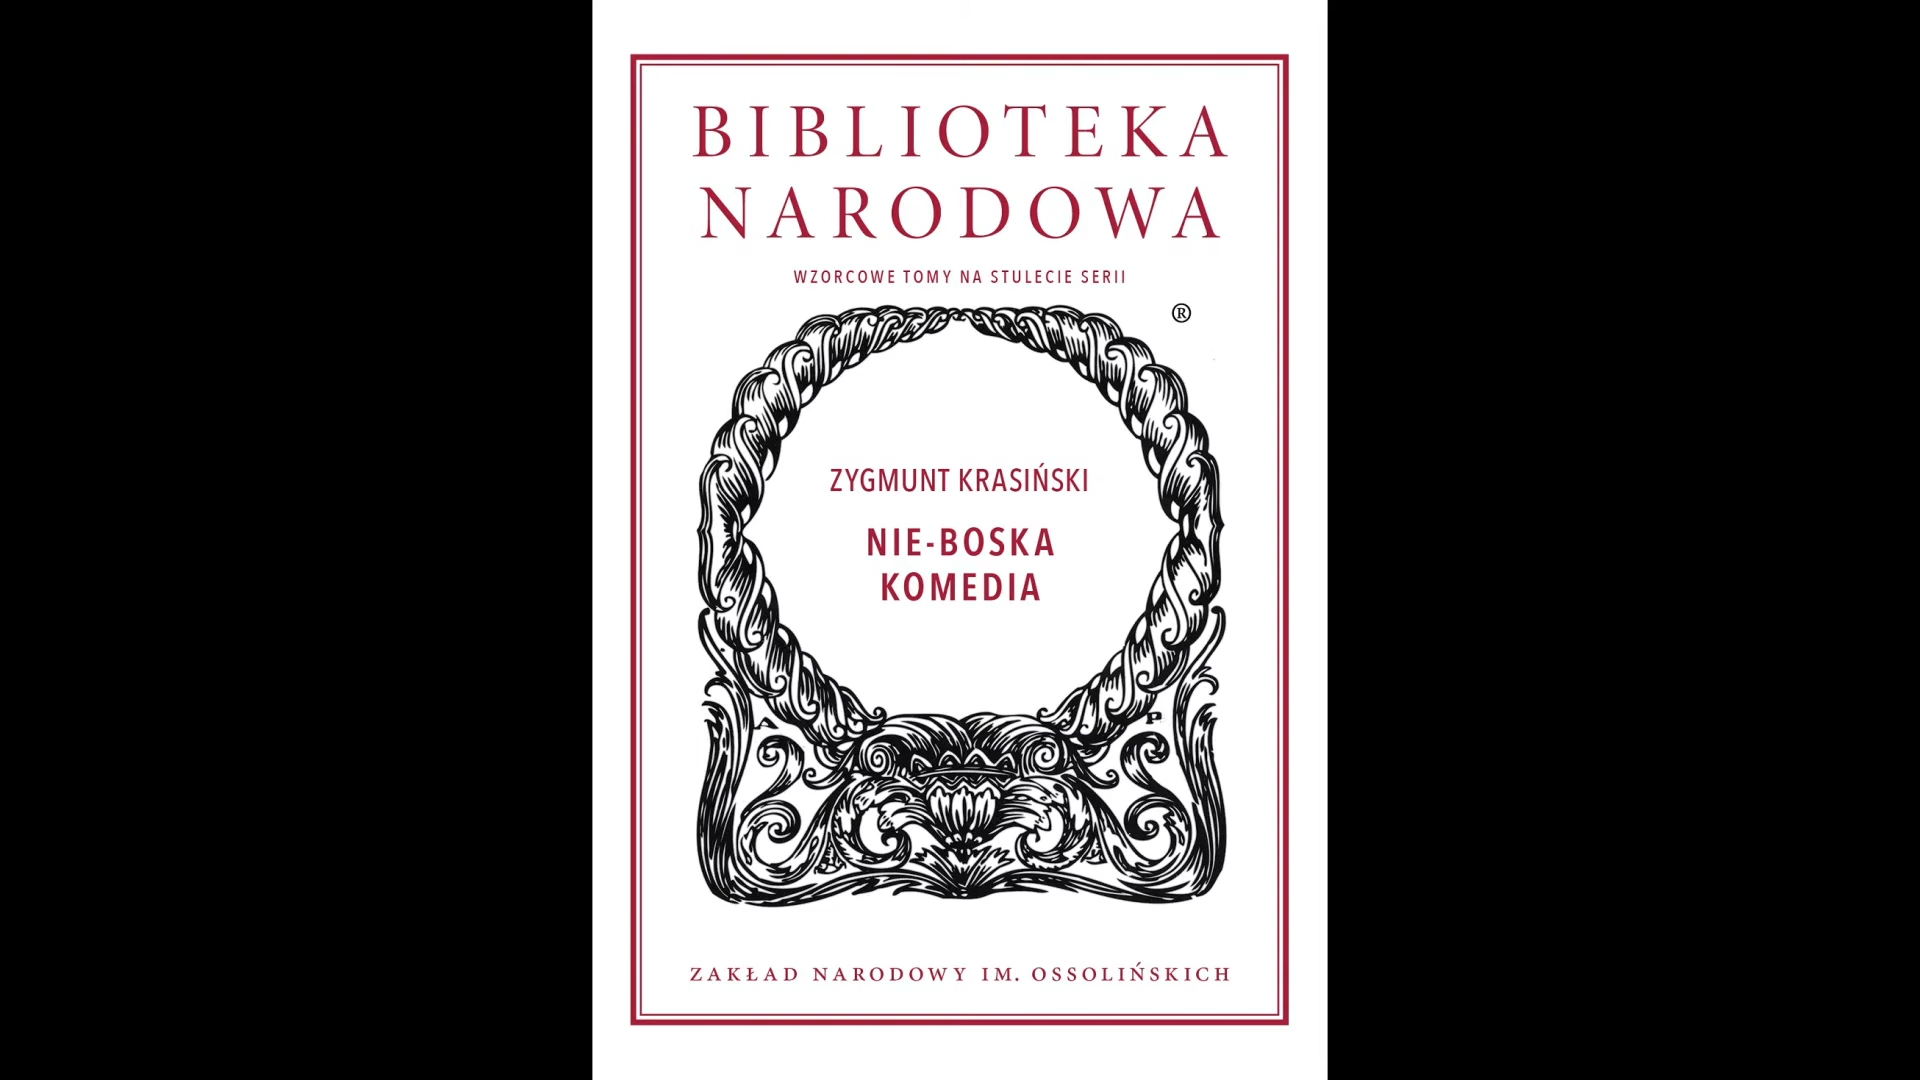 BIBLIOTEKA
NARODOWA
WZORCOWE TOMY NA STULECIE SERII
®
ZYGMUNT KRASIŃSKI
NIE-BOSKA
KOMEDIA
A P
ZAKŁAD NARODOWY IM. OSSOLIŃSKICH